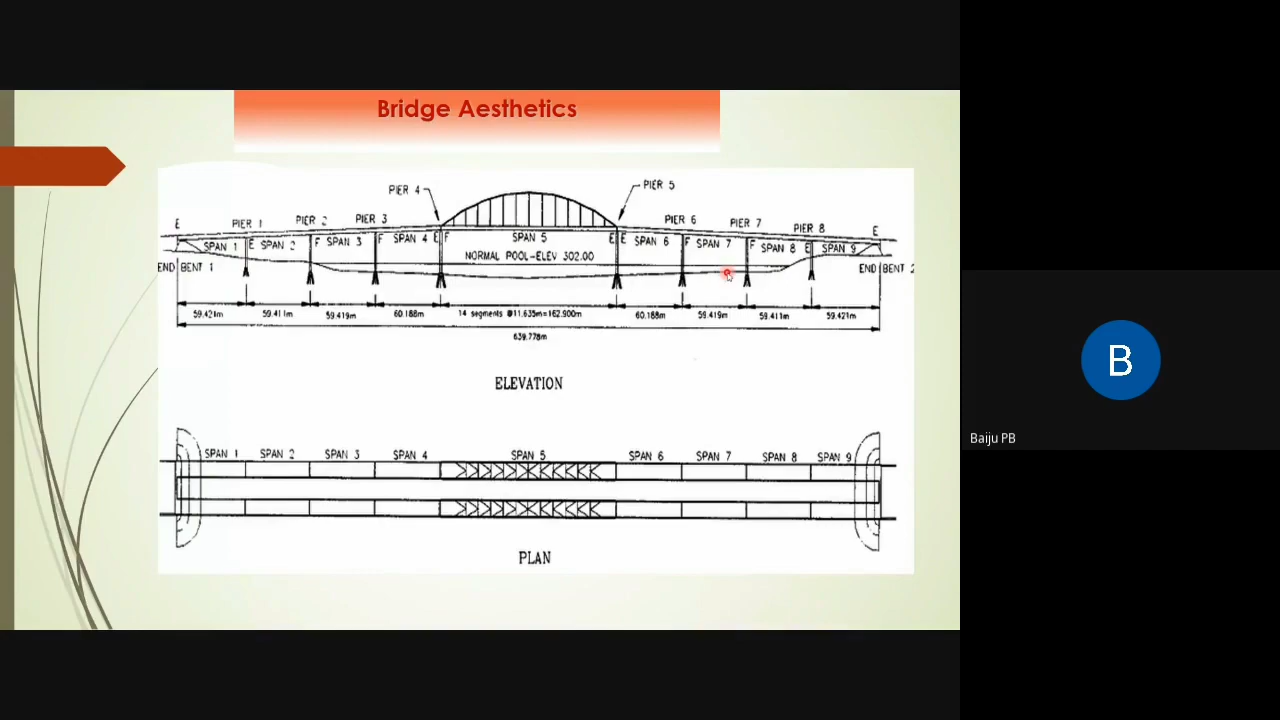 Bridge Aesthetics
PIER 4
PIER 5
E PIER 1 PIER 2 PIER 3 PIER 6 PIER 7 PIER 8 E
SPAN 1 E SPAN 2 F SPAN 3 F SPAN 4 E F SPAN 5 E E SPAN 6 F SPAN 7 F SPAN 8 E SPAN 9
NORMAL POOL-ELEV 302.00
END BENT 1 END BENT 2
59.421m 59.411m 59.419m 60.188m 14 segments @11.635m=162.900m 60.188m 59.419m 59.411m 59.421m
639.778m
ELEVATION
SPAN 1 SPAN 2 SPAN 3 SPAN 4 SPAN 5 SPAN 6 SPAN 7 SPAN 8 SPAN 9
PLAN
B
Baiju PB